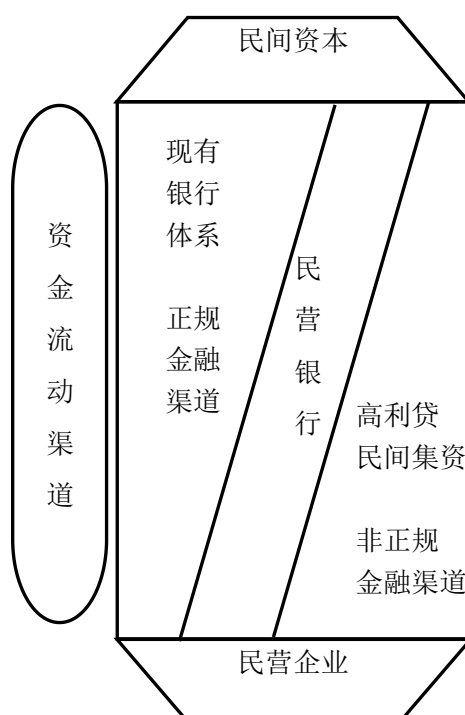 民间资本
资金流动渠道
现有
银行
体系
正规
金融
渠道
民营银行
高利贷
民间集资
非正规
金融渠道
民营企业